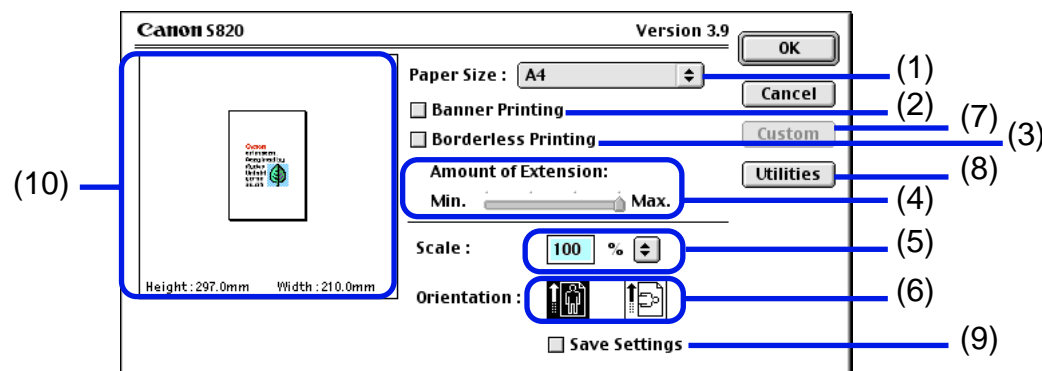 Canon S820 Version 3.9
OK
Paper Size : A4
(1)
Cancel
Banner Printing
(2)
Custom
(7)
Borderless Printing
(3)
Amount of Extension:
Utilities
(8)
(10)
Min. Max.
(4)
Scale : 100 %
(5)
Height : 297.0mm Width : 210.0mm
Orientation :
(6)
Save Settings
(9)
Canon